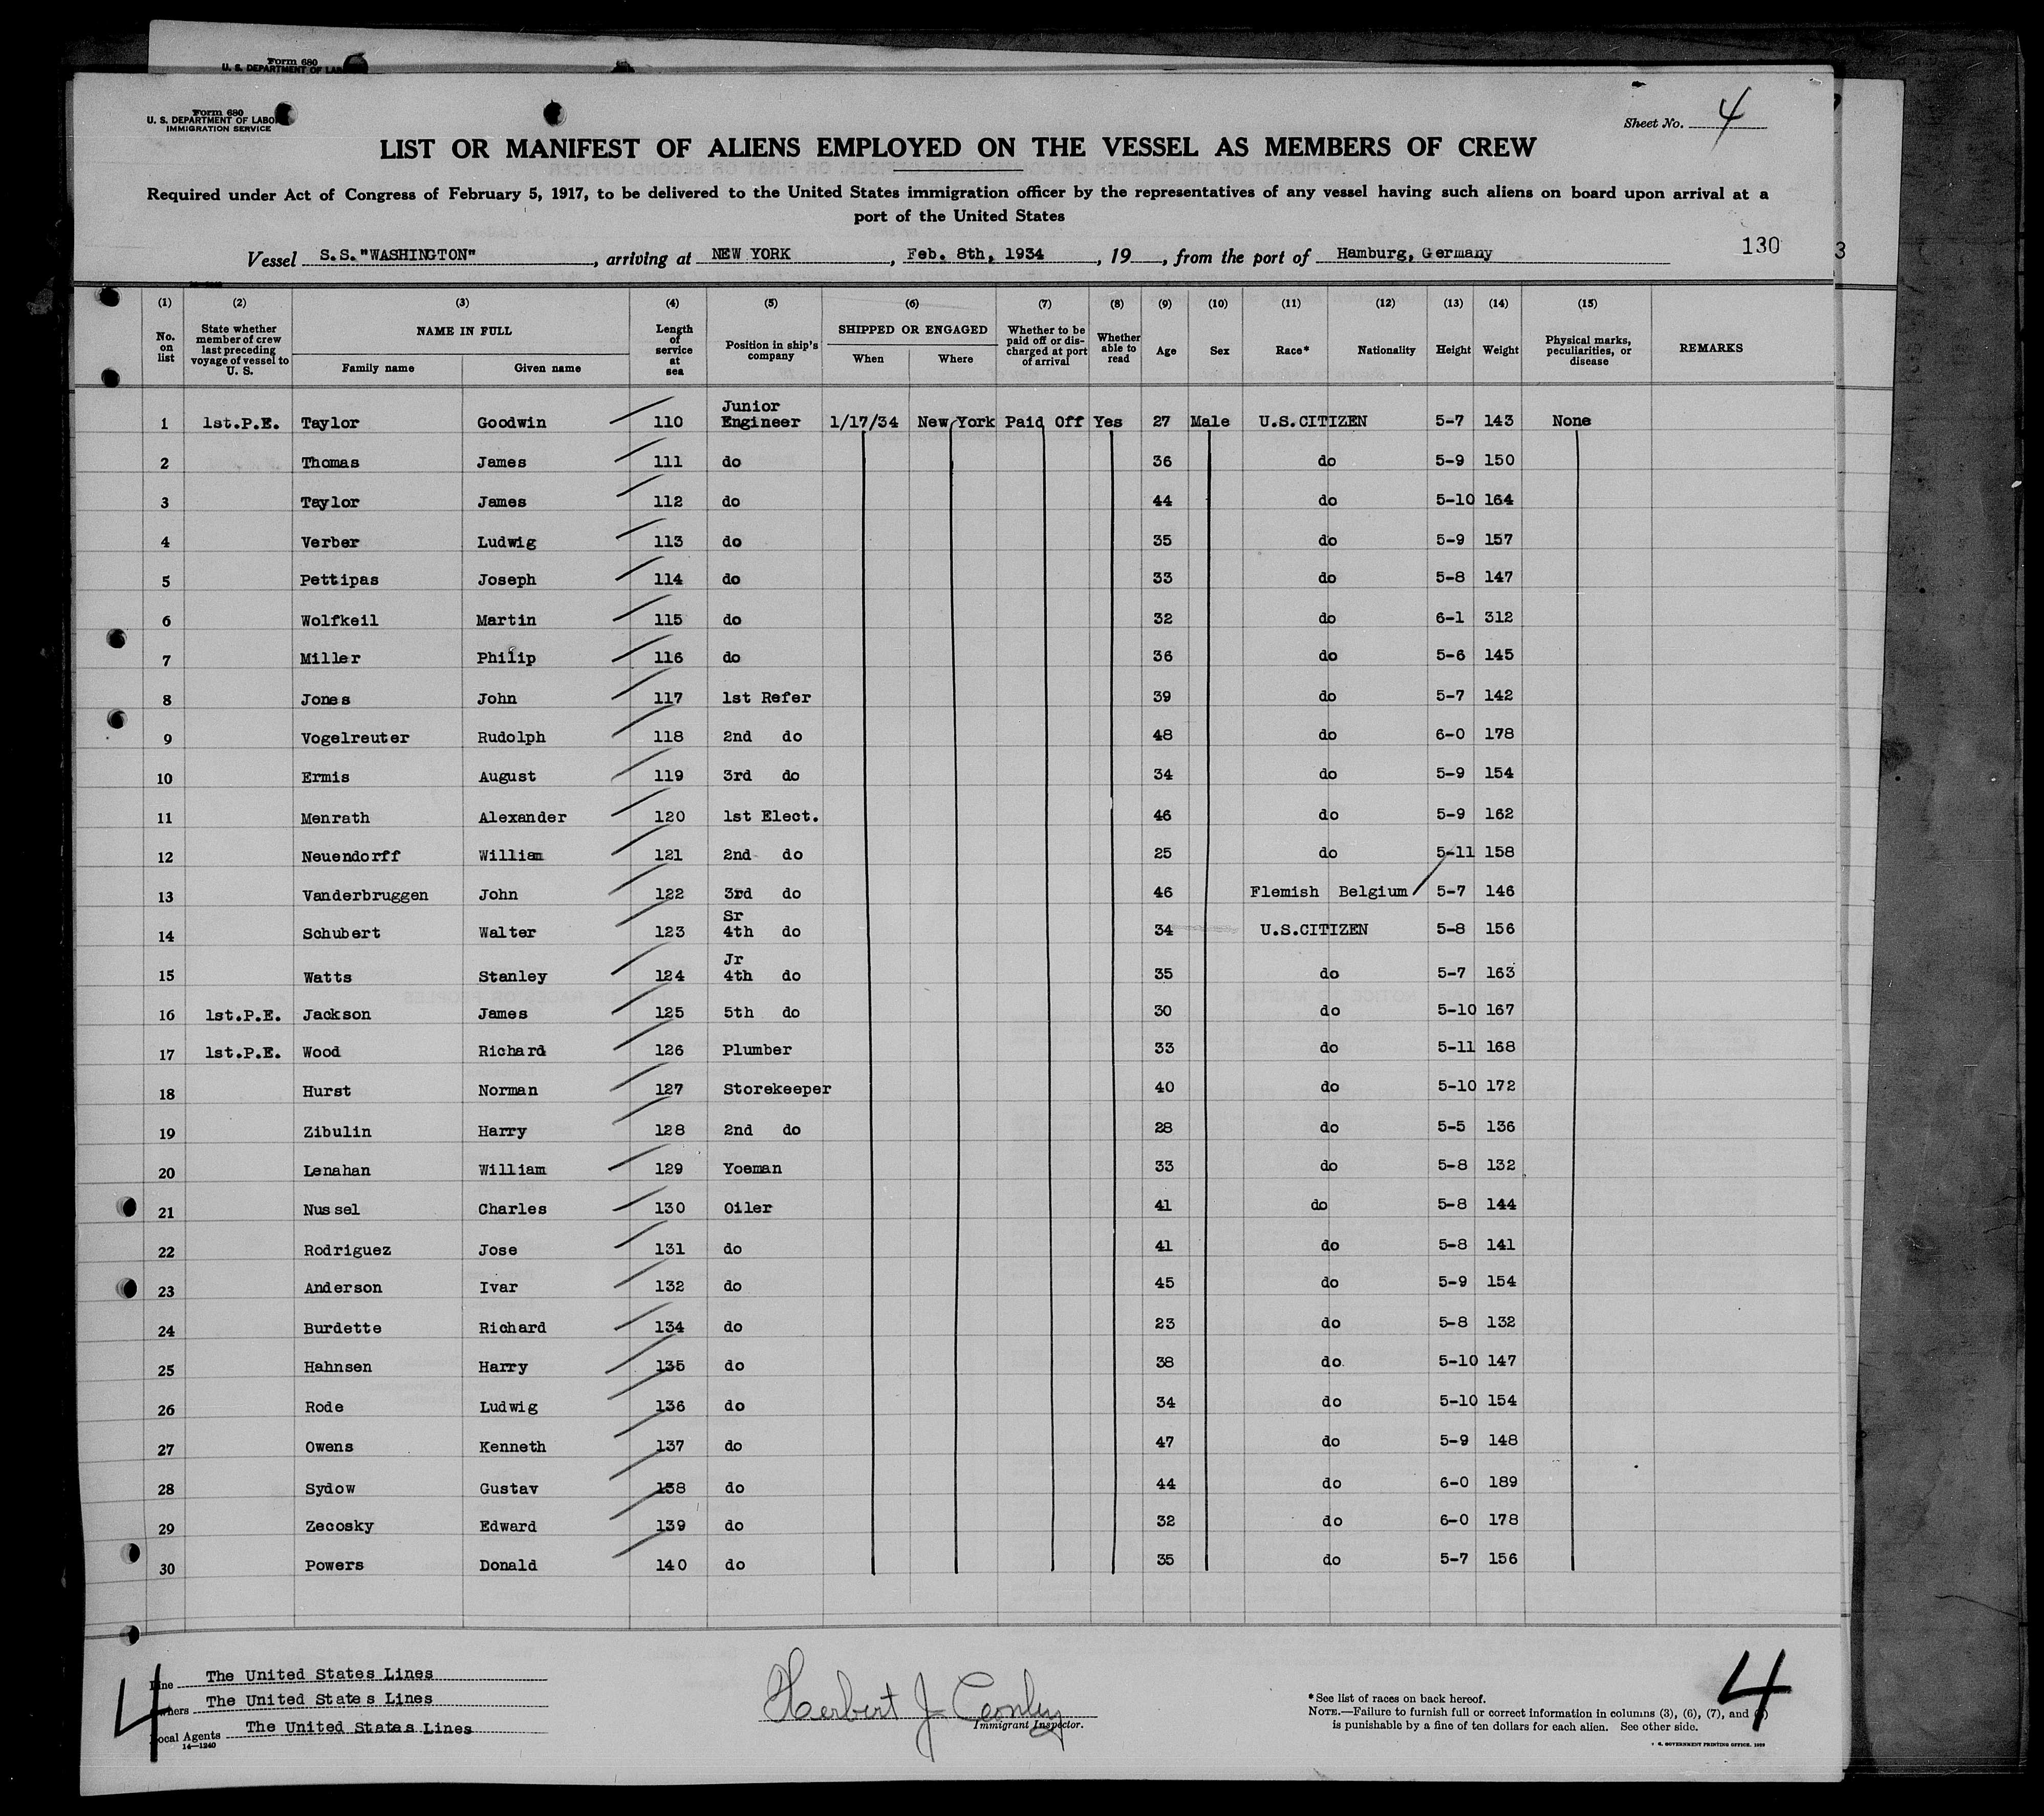 Form 680
U. S. DEPARTMENT OF LAB
Form 680
U. S. DEPARTMENT OF LABO
IMMIGRATION SERVICE
Sheet No. 4
LIST OR MANIFEST OF ALIENS EMPLOYED ON THE VESSEL AS MEMBERS OF CREW
Required under Act of Congress of February 5, 1917, to be delivered to the United States immigration officer by the representatives of any vessel having such aliens on board upon arrival at a
port of the United States
130 3
Vessel S.S."WASHINGTON", arriving at NEW YORK, Feb. 8th, 1934, 19, from the port of Hamburg, Germany
(1) (2) (3) (4) (5) (6) (7) (8) (9) (10) (11) (12) (13) (14) (15)
No. on list State whether member of crew last preceding voyage of vessel to U. S. NAME IN FULL Family name Given name Length of service at sea Position in ship's company SHIPPED OR ENGAGED When Where Whether to be paid off or discharged at port of arrival Whether able to read Age Sex Race* Nationality Height Weight Physical marks, peculiarities, or disease REMARKS
1 1st.P.E. Taylor Goodwin 110 Junior Engineer 1/17/34 New York Paid Off Yes 27 Male U.S.CITIZEN 5-7 143 None
2 Thomas James 111 do 36 do 5-9 150
3 Taylor James 112 do 44 do 5-10 164
4 Verber Ludwig 113 do 35 do 5-9 157
5 Pettipas Joseph 114 do 33 do 5-8 147
6 Wolfkeil Martin 115 do 32 do 6-1 312
7 Miller Philip 116 do 36 do 5-6 145
8 Jones John 117 1st Refer 39 do 5-7 142
9 Vogelreuter Rudolph 118 2nd do 48 do 6-0 178
10 Ermis August 119 3rd do 34 do 5-9 154
11 Menrath Alexander 120 1st Elect. 46 do 5-9 162
12 Neuendorff William 121 2nd do 25 do 5-11 158
13 Vanderbruggen John 122 3rd do 46 Flemish Belgium 5-7 146
14 Schubert Walter 123 Sr 4th do 34 U.S.CITIZEN 5-8 156
15 Watts Stanley 124 Jr 4th do 35 do 5-7 163
16 1st.P.E. Jackson James 125 5th do 30 do 5-10 167
17 1st.P.E. Wood Richard 126 Plumber 33 do 5-11 168
18 Hurst Norman 127 Storekeeper 40 do 5-10 172
19 Zibulin Harry 128 2nd do 28 do 5-5 136
20 Lenahan William 129 Yoeman 33 do 5-8 132
21 Nussel Charles 130 Oiler 41 do 5-8 144
22 Rodriguez Jose 131 do 41 do 5-8 141
23 Anderson Ivar 132 do 45 do 5-9 154
24 Burdette Richard 134 do 23 do 5-8 132
25 Hahnsen Harry 135 do 38 do 5-10 147
26 Rode Ludwig 136 do 34 do 5-10 154
27 Owens Kenneth 137 do 47 do 5-9 148
28 Sydow Gustav 138 do 44 do 6-0 189
29 Zecosky Edward 139 do 32 do 6-0 178
30 Powers Donald 140 do 35 do 5-7 156
4
Line The United States Lines
Owners The United States Lines
Local Agents The United States Lines
14—1240
Herbert J Conley
Immigrant Inspector.
*See list of races on back hereof.
NOTE.—Failure to furnish full or correct information in columns (3), (6), (7), and
is punishable by a fine of ten dollars for each alien. See other side.
4
GOVERNMENT PRINTING OFFICE